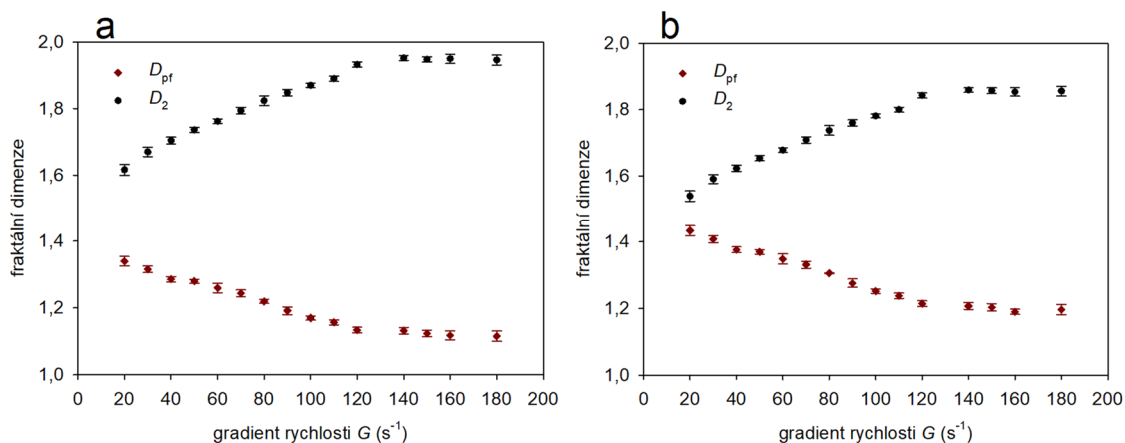 a
2,0
1,8
1,6
1,4
1,2
1,0
fraktální dimenze
Dpf
D2
0 20 40 60 80 100 120 140 160 180 200
gradient rychlosti G (s-1)
b
2,0
1,8
1,6
1,4
1,2
1,0
fraktální dimenze
Dpf
D2
0 20 40 60 80 100 120 140 160 180 200
gradient rychlosti G (s-1)